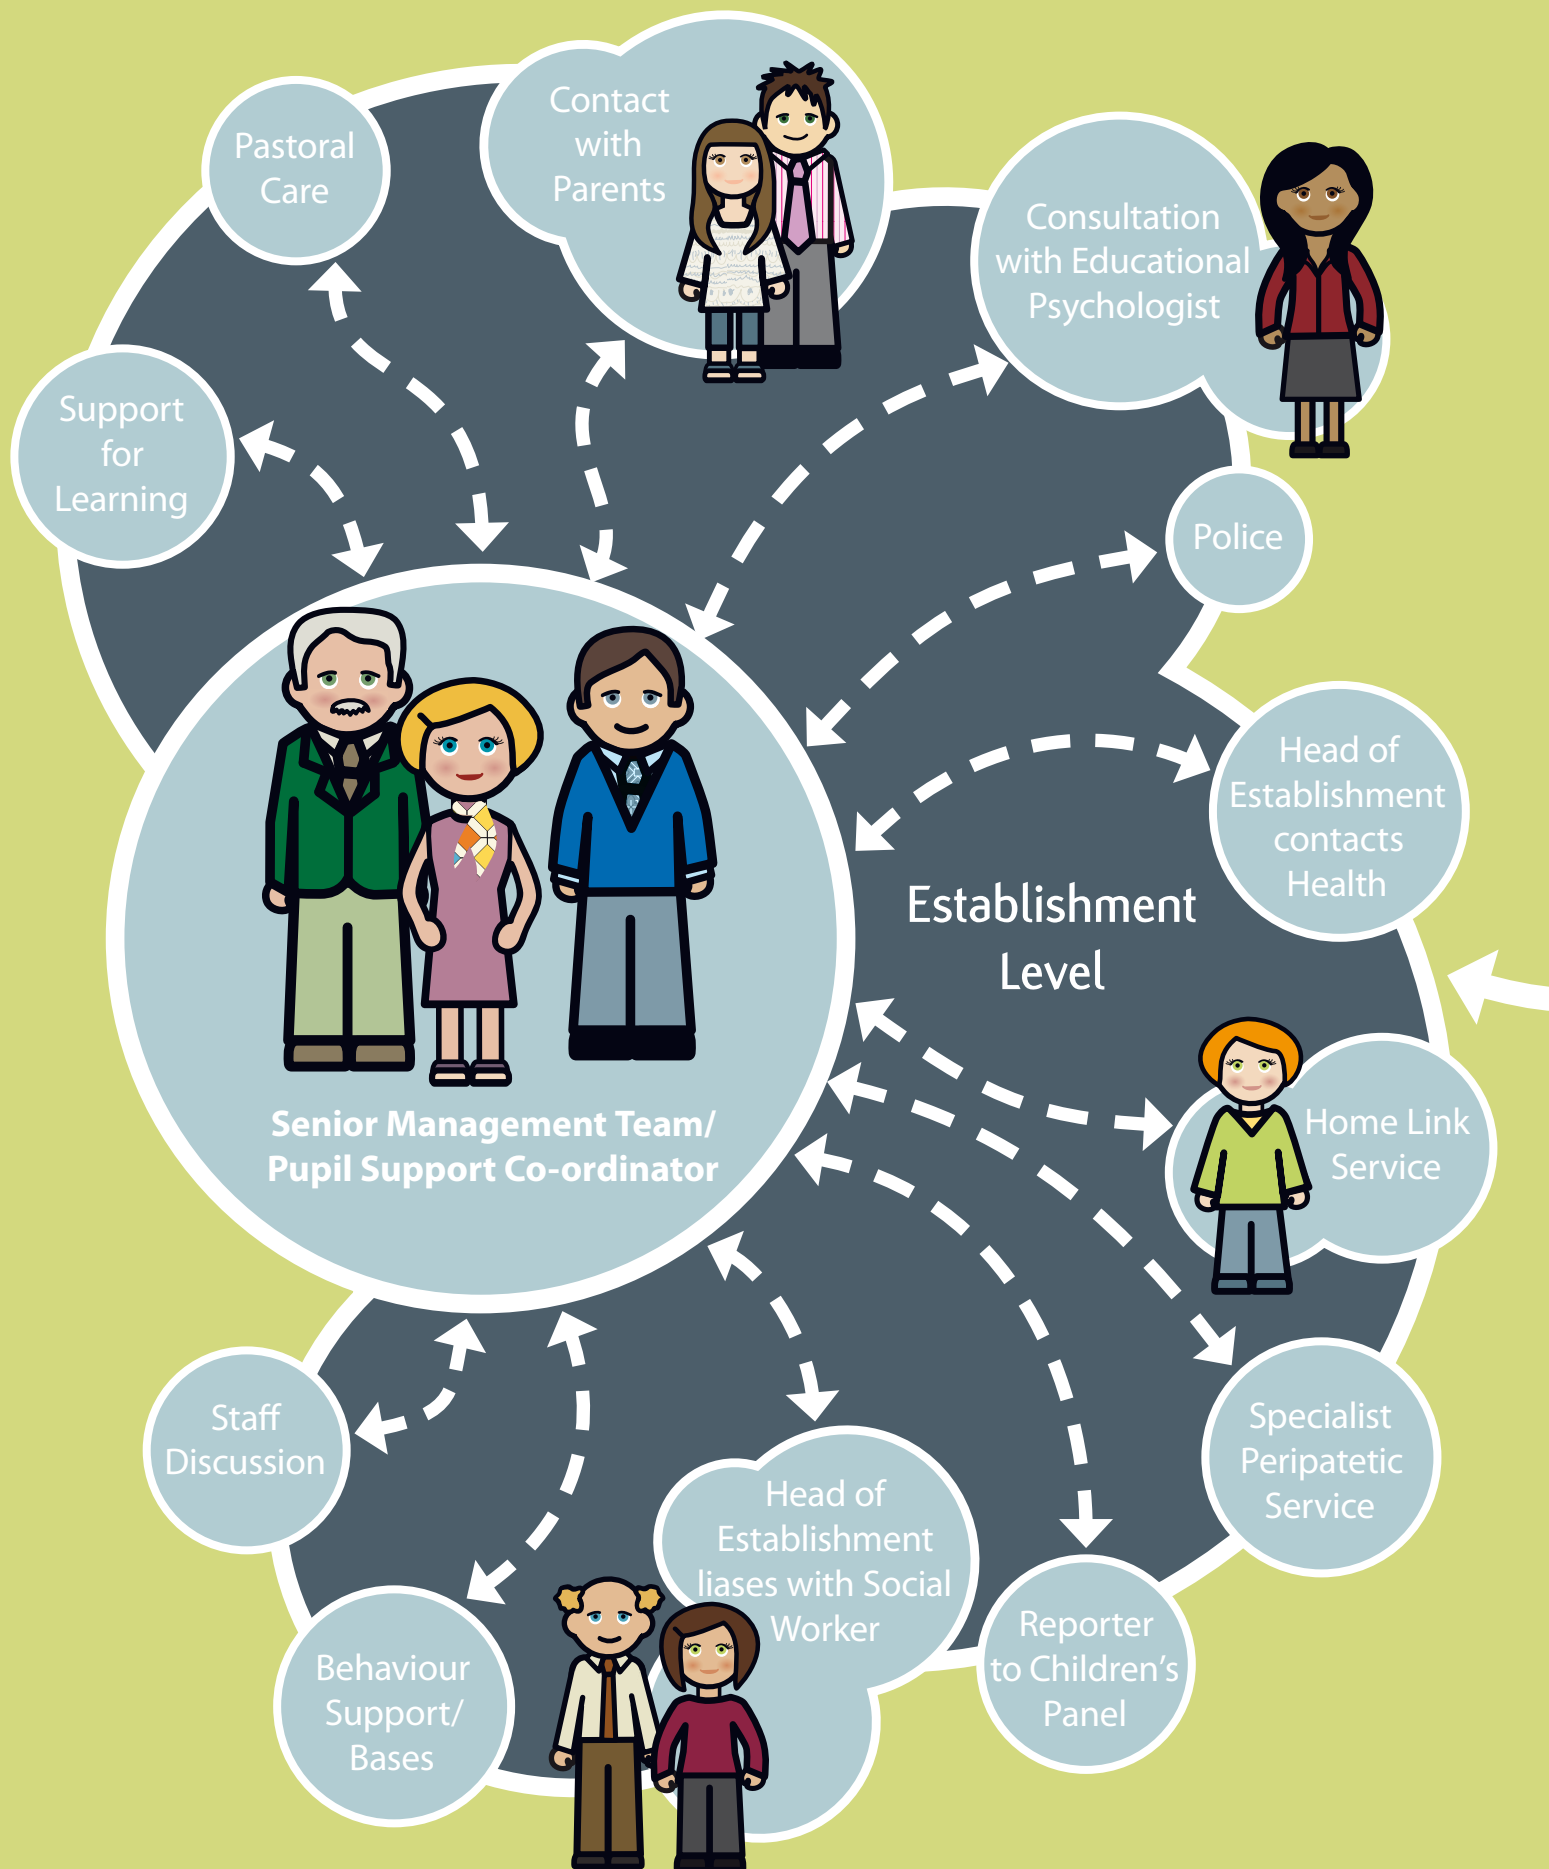 Contact
with
Parents
Pastoral
Care
Consultation
with Educational
Psychologist
Support
for
Learning
Police
Head of
Establishment
contacts
Health
Establishment
Level
Senior Management Team/
Pupil Support Co-ordinator
Home Link
Service
Staff
Discussion
Specialist
Peripatetic
Service
Head of
Establishment
liases with Social
Worker
Reporter
to Children’s
Panel
Behaviour
Support/
Bases